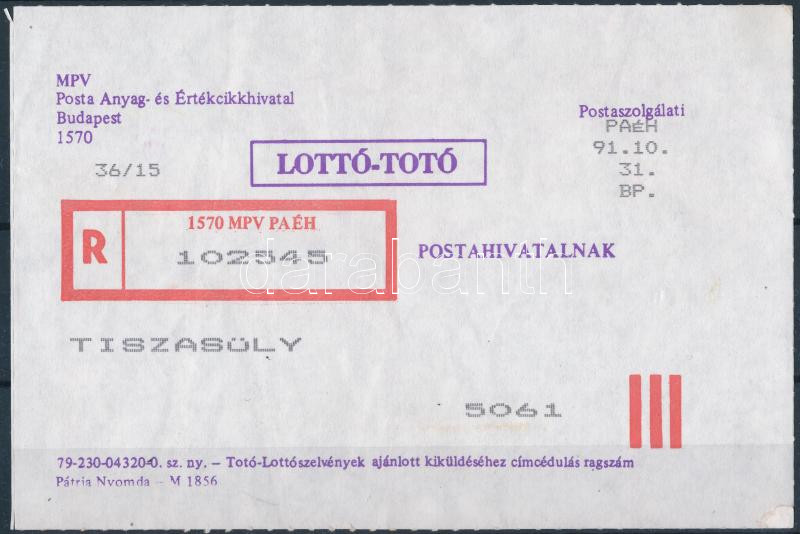 MPV
Posta Anyag- és Értékcikkhivatal
Budapest
1570
Postaszolgálati
PAÉH
91.10.
31.
BP.
36/15
LOTTÓ-TOTÓ
R
1570 MPV PAÉH
102545
POSTAHIVATALNAK
darabanth
TISZASÜLY
5061
79-230-04320-0. sz. ny. – Totó-Lottószelvények ajánlott kiküldéséhez címcédulás ragszám
Pátria Nyomda – M 1856